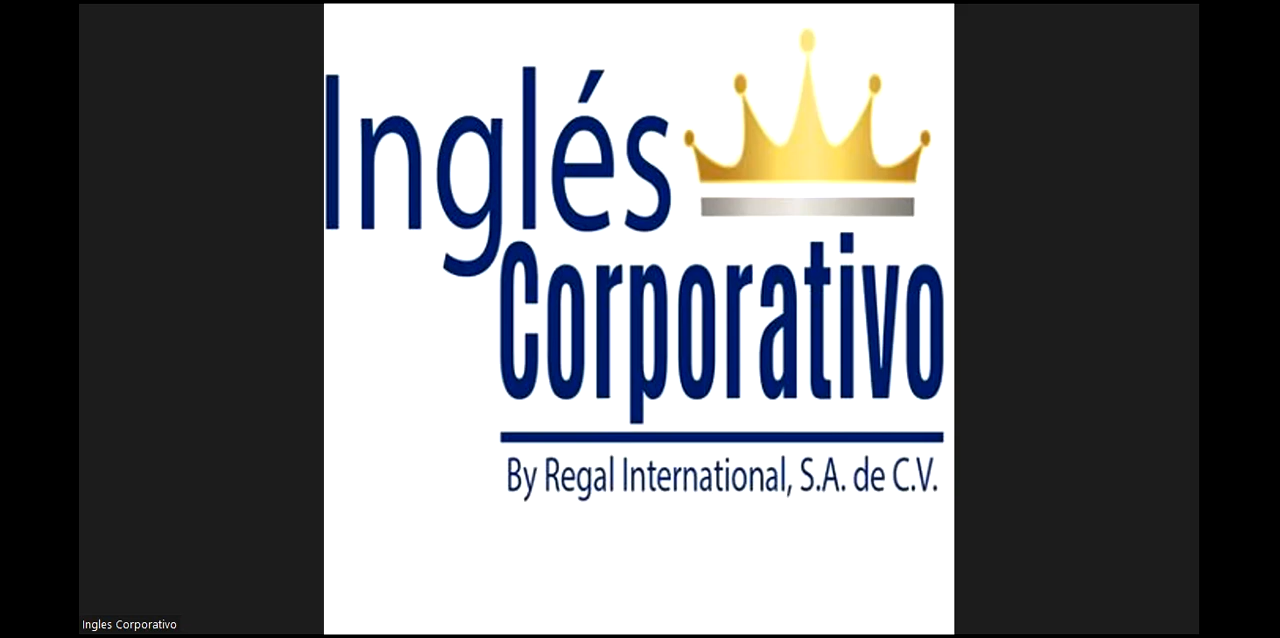 Inglés
Corporativo
By Regal International, S.A. de C.V.
Ingles Corporativo